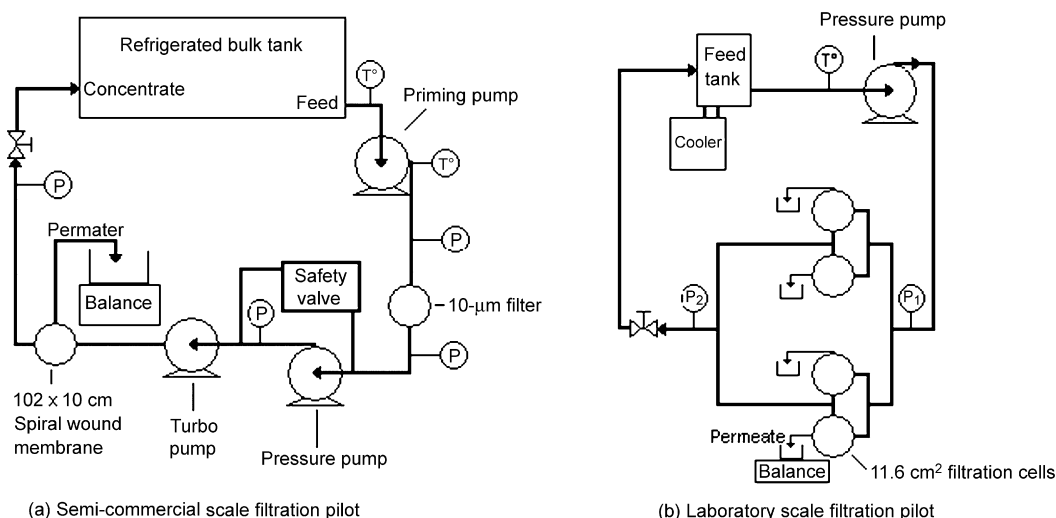 Refrigerated bulk tank
Concentrate
Feed
T°
Priming pump
T°
P
P
10-μm filter
P
Permater
Balance
Safety
valve
P
102 x 10 cm
Spiral wound
membrane
Turbo
pump
Pressure pump
(a) Semi-commercial scale filtration pilot
Pressure pump
Feed
tank
T°
Cooler
P2
P1
Permeate
Balance
11.6 cm² filtration cells
(b) Laboratory scale filtration pilot